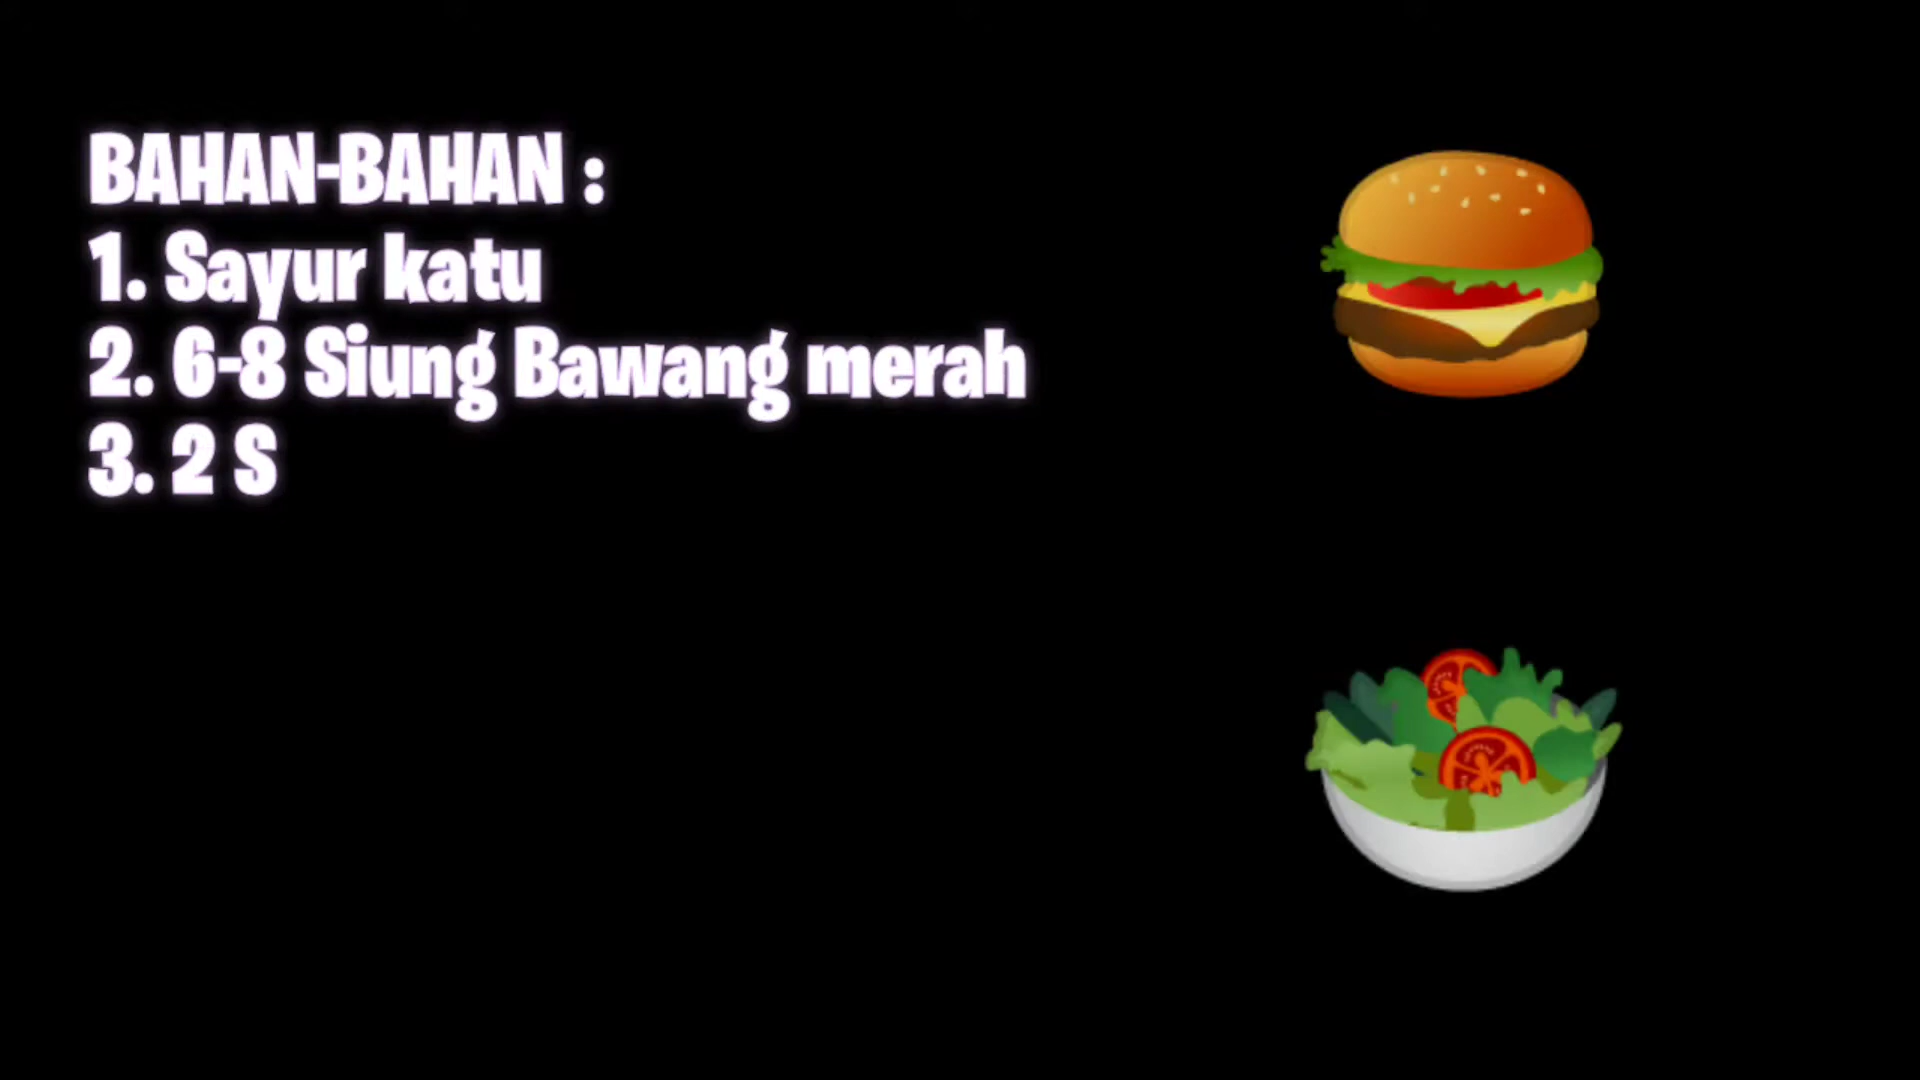 BAHAN-BAHAN :
1. Sayur katu
2. 6-8 Siung Bawang merah
3. 2 S